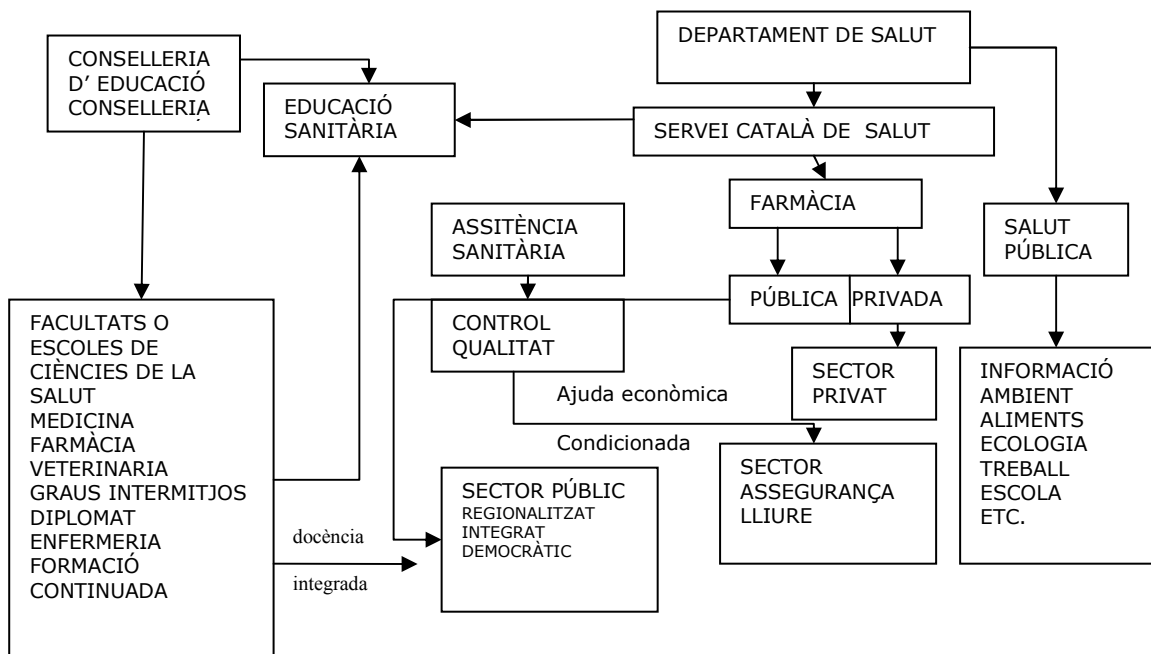 CONSELLERIA
D' EDUCACIÓ
CONSELLERIA
EDUCACIÓ
SANITÀRIA
DEPARTAMENT DE SALUT
SERVEI CATALÀ DE SALUT
FARMÀCIA
ASSITÈNCIA
SANITÀRIA
SALUT
PÚBLICA
PÚBLICA
PRIVADA
CONTROL
QUALITAT
SECTOR
PRIVAT
Ajuda econòmica
Condicionada
FACULTATS O
ESCOLES DE
CIÈNCIES DE LA
SALUT
MEDICINA
FARMÀCIA
VETERINARIA
GRAUS INTERMITJOS
DIPLOMAT
ENFERMERIA
FORMACIÓ
CONTINUADA
docència
integrada
SECTOR PÚBLIC
REGIONALITZAT
INTEGRAT
DEMOCRÀTIC
SECTOR
ASSEGURANÇA
LLIURE
INFORMACIÓ
AMBIENT
ALIMENTS
ECOLOGIA
TREBALL
ESCOLA
ETC.